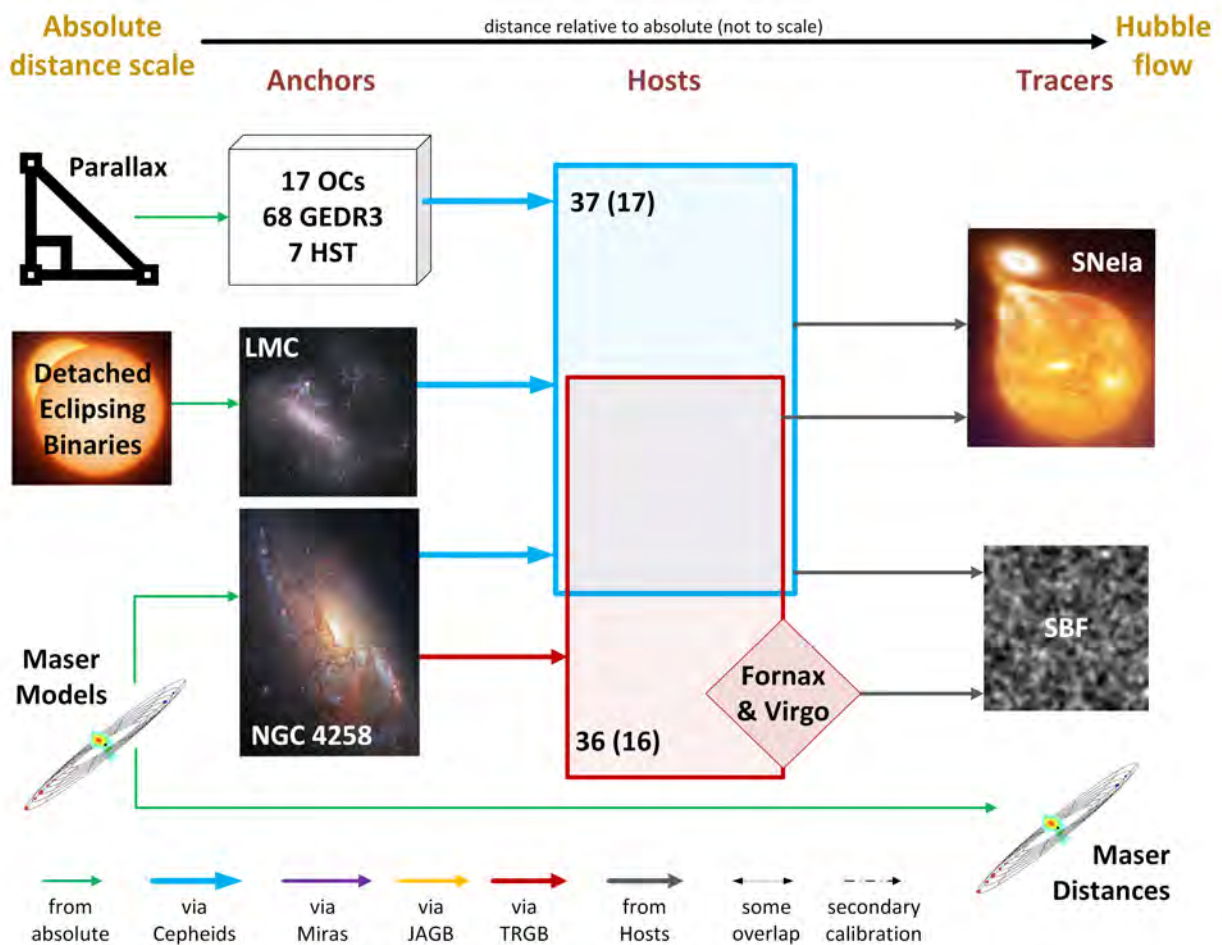 Absolute
distance scale
distance relative to absolute (not to scale)
Hubble
flow
Anchors
Hosts
Tracers
Parallax
17 OCs
68 GEDR3
7 HST
37 (17)
SNeIa
LMC
Detached
Eclipsing
Binaries
SBF
Maser
Models
NGC 4258
Fornax
& Virgo
36 (16)
Maser
Distances
from
absolute
via
Cepheids
via
Miras
via
JAGB
via
TRGB
from
Hosts
some
overlap
secondary
calibration